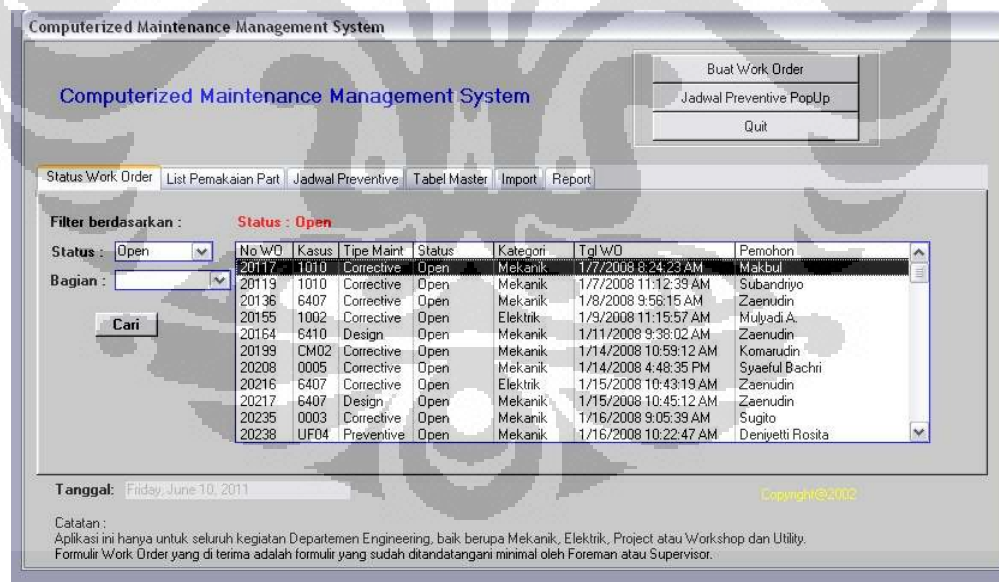 Computerized Maintenance Management System
Computerized Maintenance Management System
Buat Work Order
Jadwal Preventive PopUp
Quit
Status Work Order List Pemakaian Part Jadwal Preventive Tabel Master Import Report
Filter berdasarkan :
Status : Open
Status : Open
Bagian :
Cari
No WO Kasus Tipe Maint Status Kategori Tgl WO Pemohon
20117 1010 Corrective Open Mekanik 1/7/2008 8:24:23 AM Makbul
20119 1010 Corrective Open Mekanik 1/7/2008 11:12:39 AM Subandriyo
20136 6407 Corrective Open Mekanik 1/8/2008 9:56:15 AM Zaenudin
20155 1002 Corrective Open Elektrik 1/9/2008 11:15:57 AM Mulyadi A.
20164 6410 Design Open Mekanik 1/11/2008 9:38:02 AM Zaenudin
20199 CM02 Corrective Open Mekanik 1/14/2008 10:59:12 AM Komarudin
20208 0005 Corrective Open Mekanik 1/14/2008 4:48:35 PM Syaeful Bachri
20216 6407 Corrective Open Elektrik 1/15/2008 10:43:19 AM Zaenudin
20217 6407 Design Open Mekanik 1/15/2008 10:45:12 AM Zaenudin
20235 0003 Corrective Open Mekanik 1/16/2008 9:05:39 AM Sugito
20238 UF04 Preventive Open Mekanik 1/16/2008 10:22:47 AM Deniyetti Rosita
Tanggal: Friday, June 10, 2011
Copyright@2002
Catatan :
Aplikasi ini hanya untuk seluruh kegiatan Departemen Engineering, baik berupa Mekanik, Elektrik, Project atau Workshop dan Utility.
Formulir Work Order yang di terima adalah formulir yang sudah ditandatangani minimal oleh Foreman atau Supervisor.